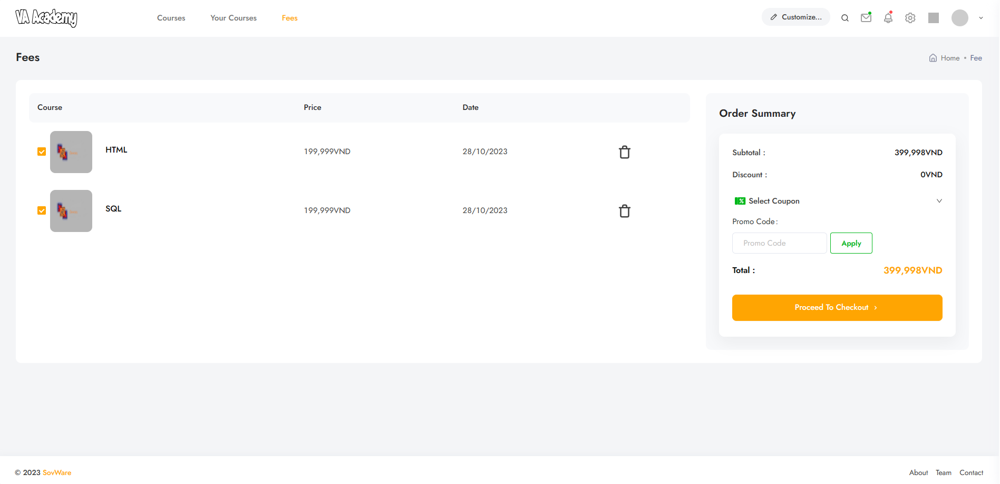 VA Academy
Courses
Your Courses
Fees
Customize...
Fees
Home • Fee
Course
Price
Date
HTML
199,999VND
28/10/2023
SQL
199,999VND
28/10/2023
Order Summary
Subtotal :
399,998VND
Discount :
0VND
Select Coupon
Promo Code:
Promo Code
Apply
Total :
399,998VND
Proceed To Checkout ›
© 2023 SovWare
About
Team
Contact